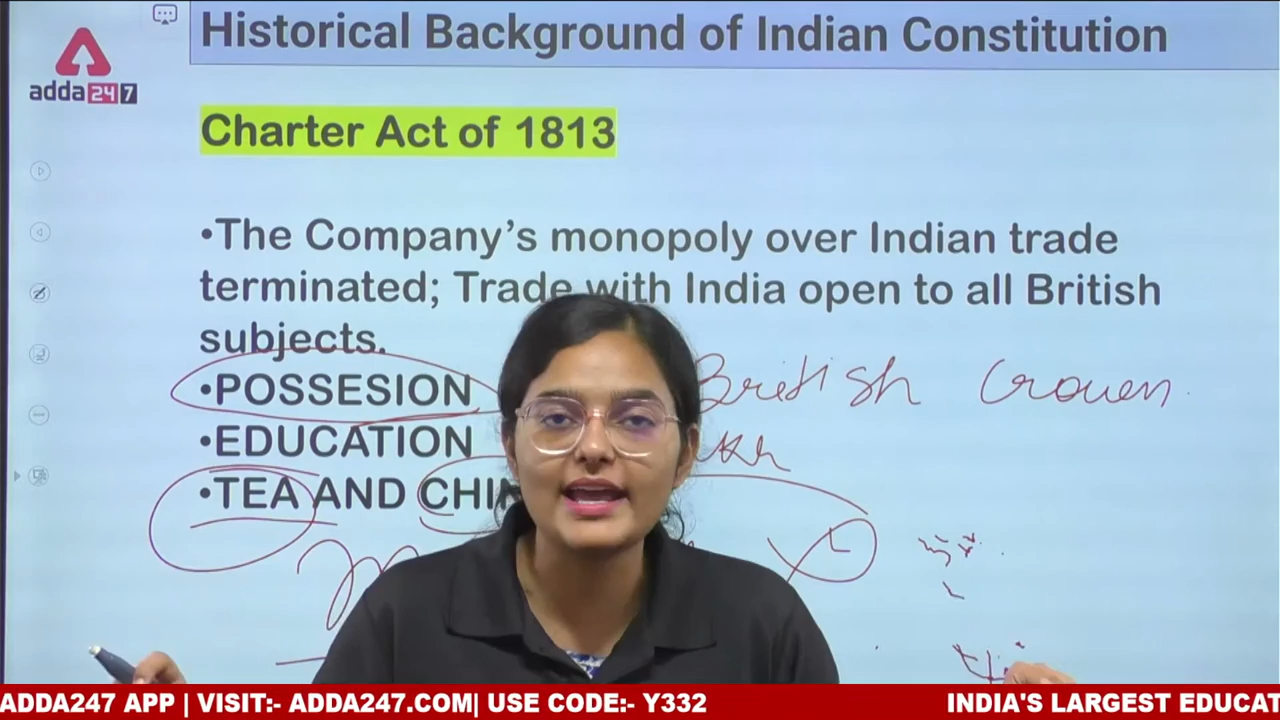 Historical Background of Indian Constitution
adda247
Charter Act of 1813
•The Company's monopoly over Indian trade
terminated; Trade with India open to all British
subjects.
•POSSESION British Crown
•EDUCATION
•TEA AND
ADDA247 APP | VISIT:- ADDA247.COM| USE CODE:- Y332 INDIA'S LARGEST